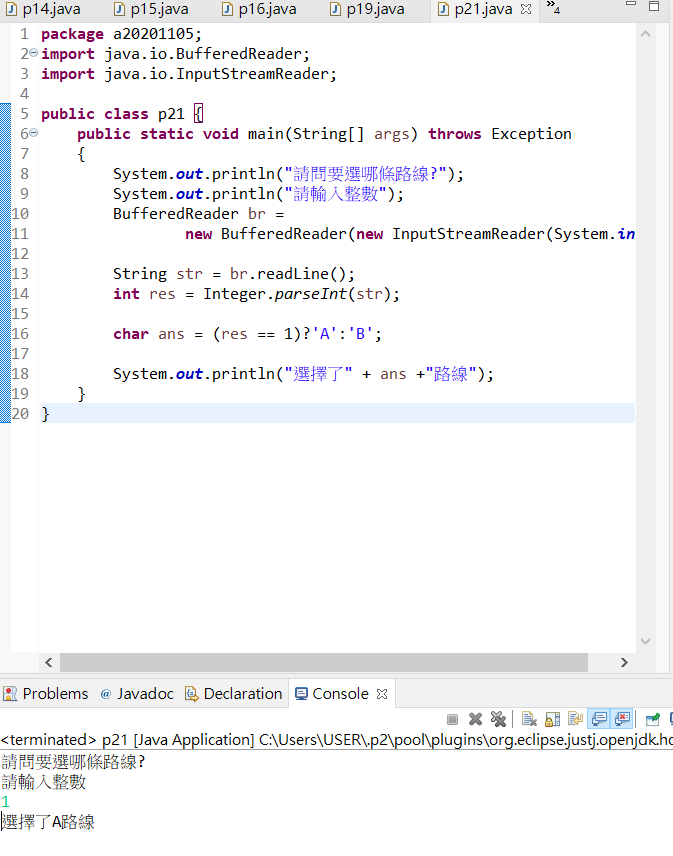 p14.java p15.java p16.java p19.java p21.java »4
1 package a20201105;
2 import java.io.BufferedReader;
3 import java.io.InputStreamReader;
4
5 public class p21 {
6 public static void main(String[] args) throws Exception
7 {
8 System.out.println("請問要選哪條路線?");
9 System.out.println("請輸入整數");
10 BufferedReader br =
11 new BufferedReader(new InputStreamReader(System.in
12
13 String str = br.readLine();
14 int res = Integer.parseInt(str);
15
16 char ans = (res == 1)?'A':'B';
17
18 System.out.println("選擇了" + ans +"路線");
19 }
20 }
Problems @ Javadoc Declaration Console
<terminated> p21 [Java Application] C:\Users\USER\.p2\pool\plugins\org.eclipse.justj.openjdk.ho
請問要選哪條路線?
請輸入整數
1
選擇了A路線